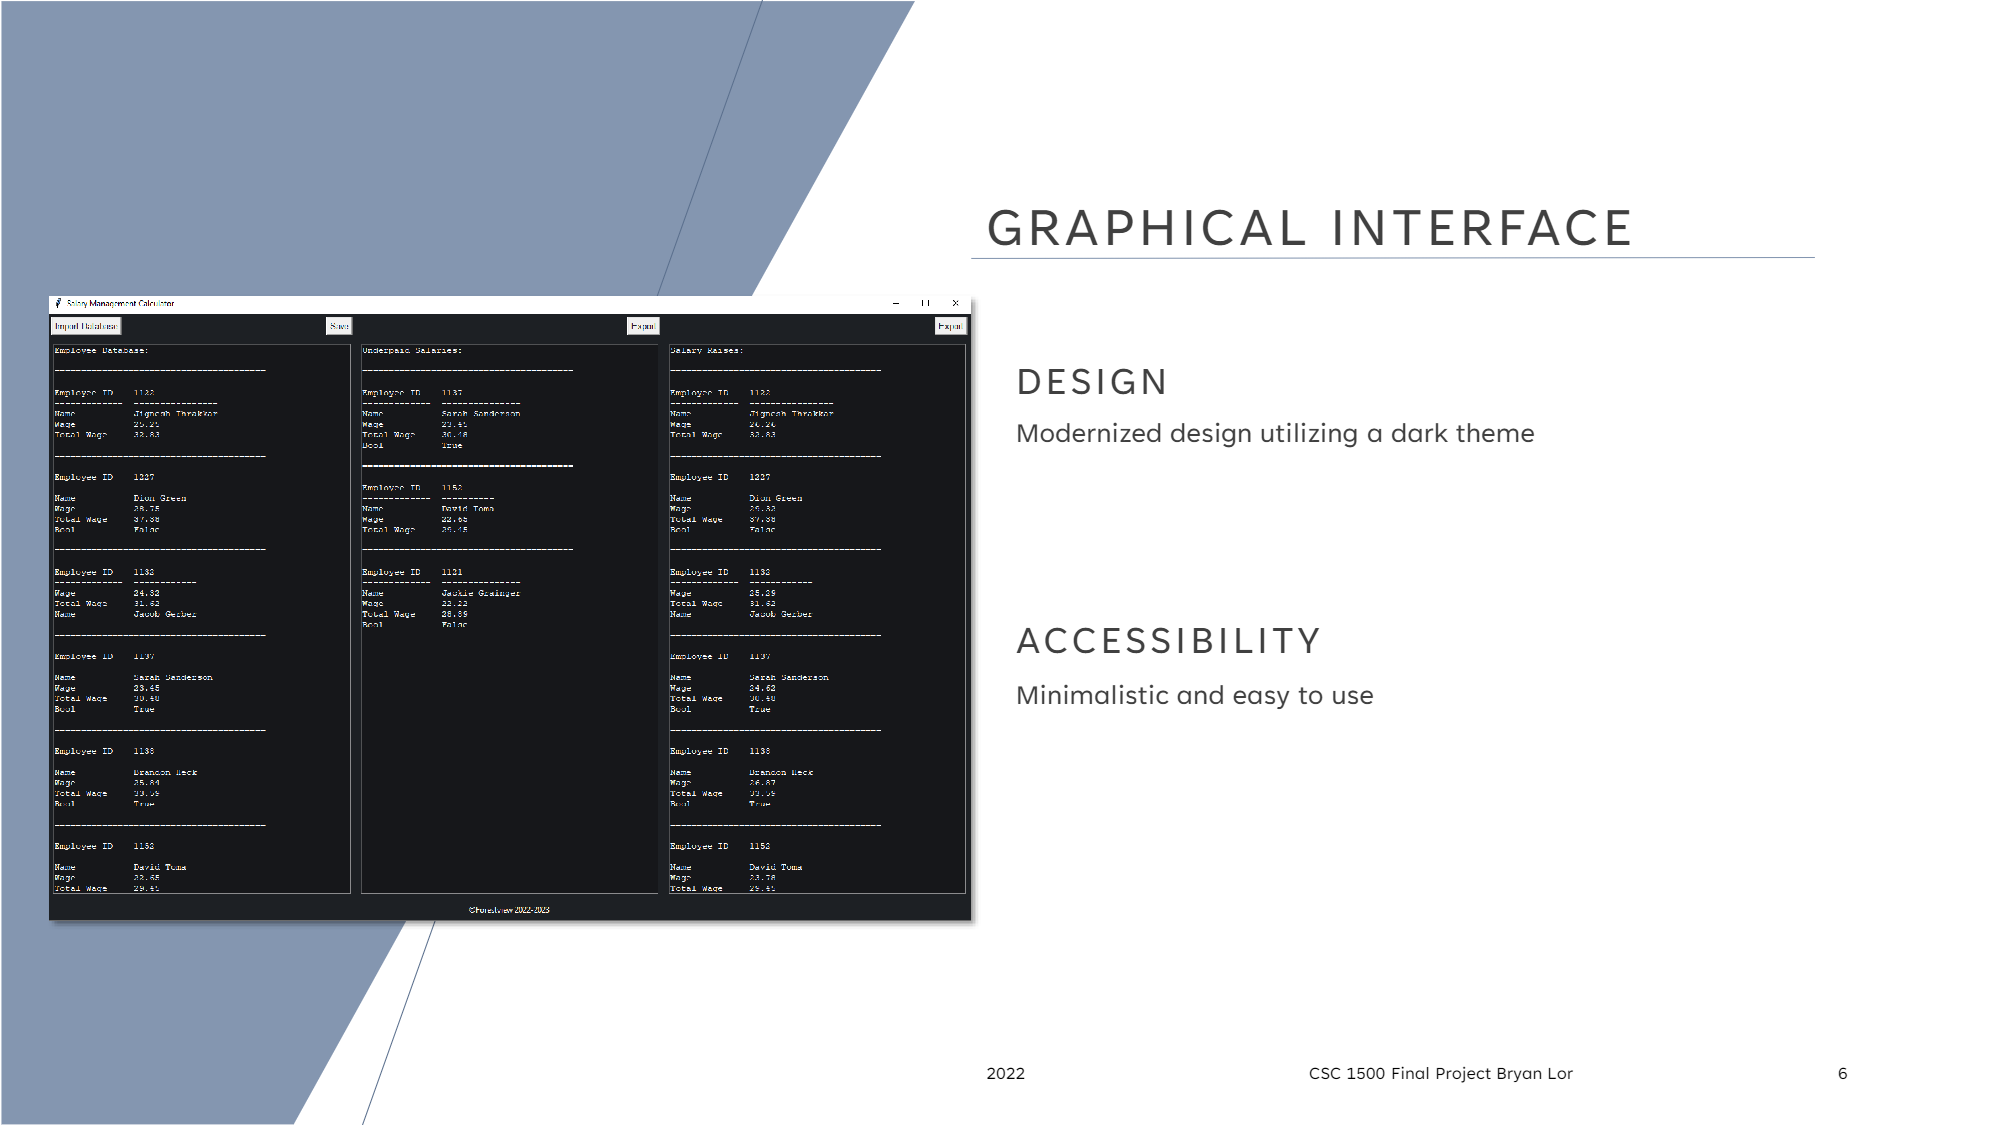 GRAPHICAL INTERFACE
Salary Management Calculator
Import Database
Save
Export
Export
Employee Database:
Employee ID 1122
Name Jignesh Thrakkar
Wage 25.25
Total Wage 32.83
Employee ID 1227
Name Dion Green
Wage 28.75
Total Wage 37.38
Bool False
Employee ID 1132
Wage 24.32
Total Wage 31.62
Name Jacob Gerber
Employee ID 1137
Name Sarah Sanderson
Wage 23.45
Total Wage 30.48
Bool True
Employee ID 1138
Name Brandon Heck
Wage 25.84
Total Wage 33.59
Bool True
Employee ID 1152
Name David Toma
Wage 22.65
Total Wage 29.45
Underpaid Salaries:
Employee ID 1137
Name Sarah Sanderson
Wage 23.45
Total Wage 30.48
Bool True
Employee ID 1152
Name David Toma
Wage 22.65
Total Wage 29.45
Employee ID 1121
Name Jackie Grainger
Wage 22.22
Total Wage 28.89
Bool False
Salary Raises:
Employee ID 1122
Name Jignesh Thrakkar
Wage 26.26
Total Wage 32.83
Employee ID 1227
Name Dion Green
Wage 29.32
Total Wage 37.38
Bool False
Employee ID 1132
Wage 25.29
Total Wage 31.62
Name Jacob Gerber
Employee ID 1137
Name Sarah Sanderson
Wage 24.62
Total Wage 30.48
Bool True
Employee ID 1138
Name Brandon Heck
Wage 26.87
Total Wage 33.59
Bool True
Employee ID 1152
Name David Toma
Wage 23.78
Total Wage 29.45
©Forestview 2022-2023
DESIGN
Modernized design utilizing a dark theme
ACCESSIBILITY
Minimalistic and easy to use
2022
CSC 1500 Final Project Bryan Lor
6